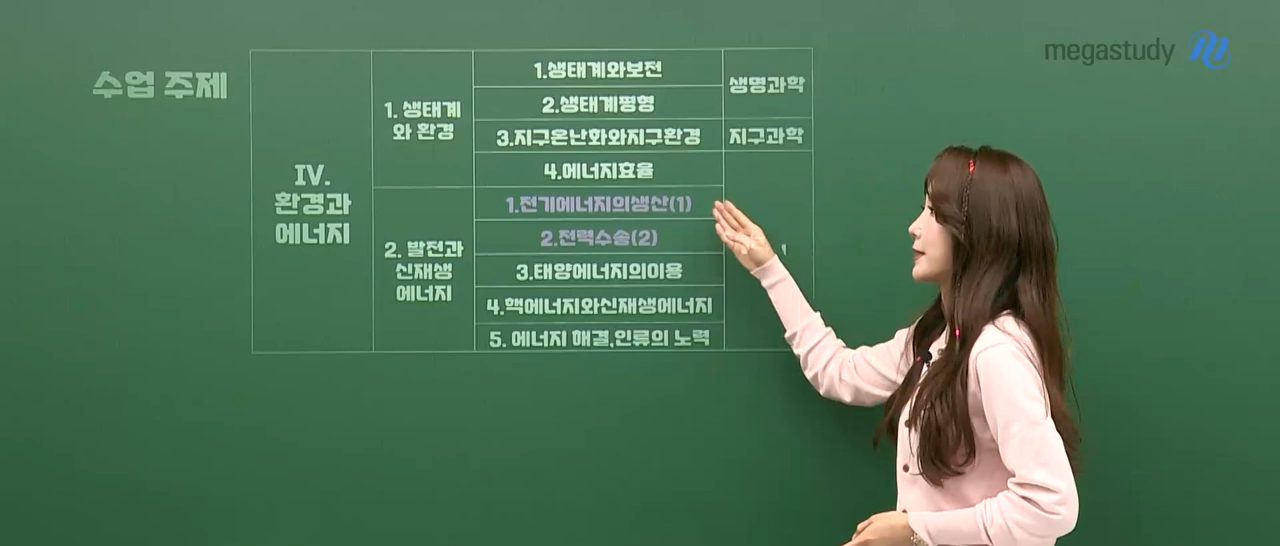 megastudy
수업 주제
IV.
환경과
에너지
1. 생태계
와 환경
1.생태계와보전
2.생태계평형
3.지구온난화와지구환경
4.에너지효율
생명과학
지구과학
2. 발전과
신재생
에너지
1.전기에너지의생산(1)
2.전력수송(2)
3.태양에너지의이용
4.핵에너지와신재생에너지
5. 에너지 해결,인류의 노력